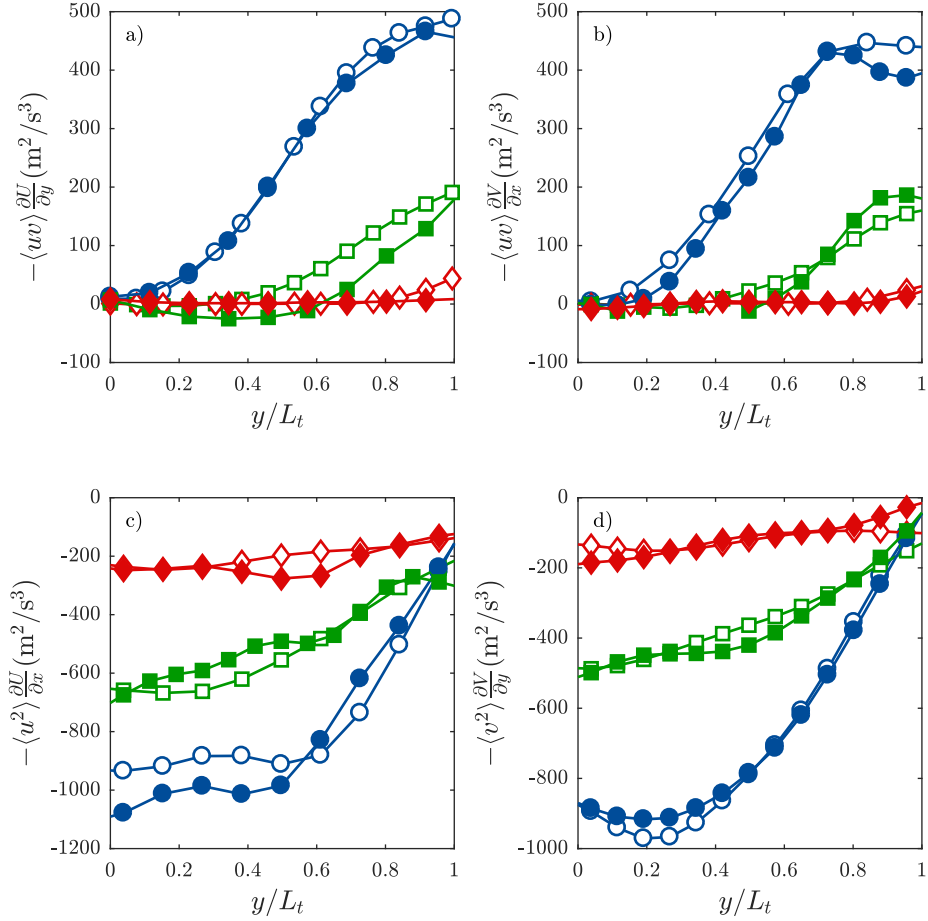 500
400
300
200
100
0
-100
a)
0 0.2 0.4 0.6 0.8 1
y/L_t
−⟨uv⟩ ∂U/∂y (m²/s³)
500
400
300
200
100
0
-100
b)
0 0.2 0.4 0.6 0.8 1
y/L_t
−⟨uv⟩ ∂V/∂x (m²/s³)
0
-200
-400
-600
-800
-1000
-1200
c)
0 0.2 0.4 0.6 0.8 1
y/L_t
−⟨u²⟩ ∂U/∂x (m²/s³)
0
-200
-400
-600
-800
-1000
d)
0 0.2 0.4 0.6 0.8 1
y/L_t
−⟨v²⟩ ∂V/∂y (m²/s³)